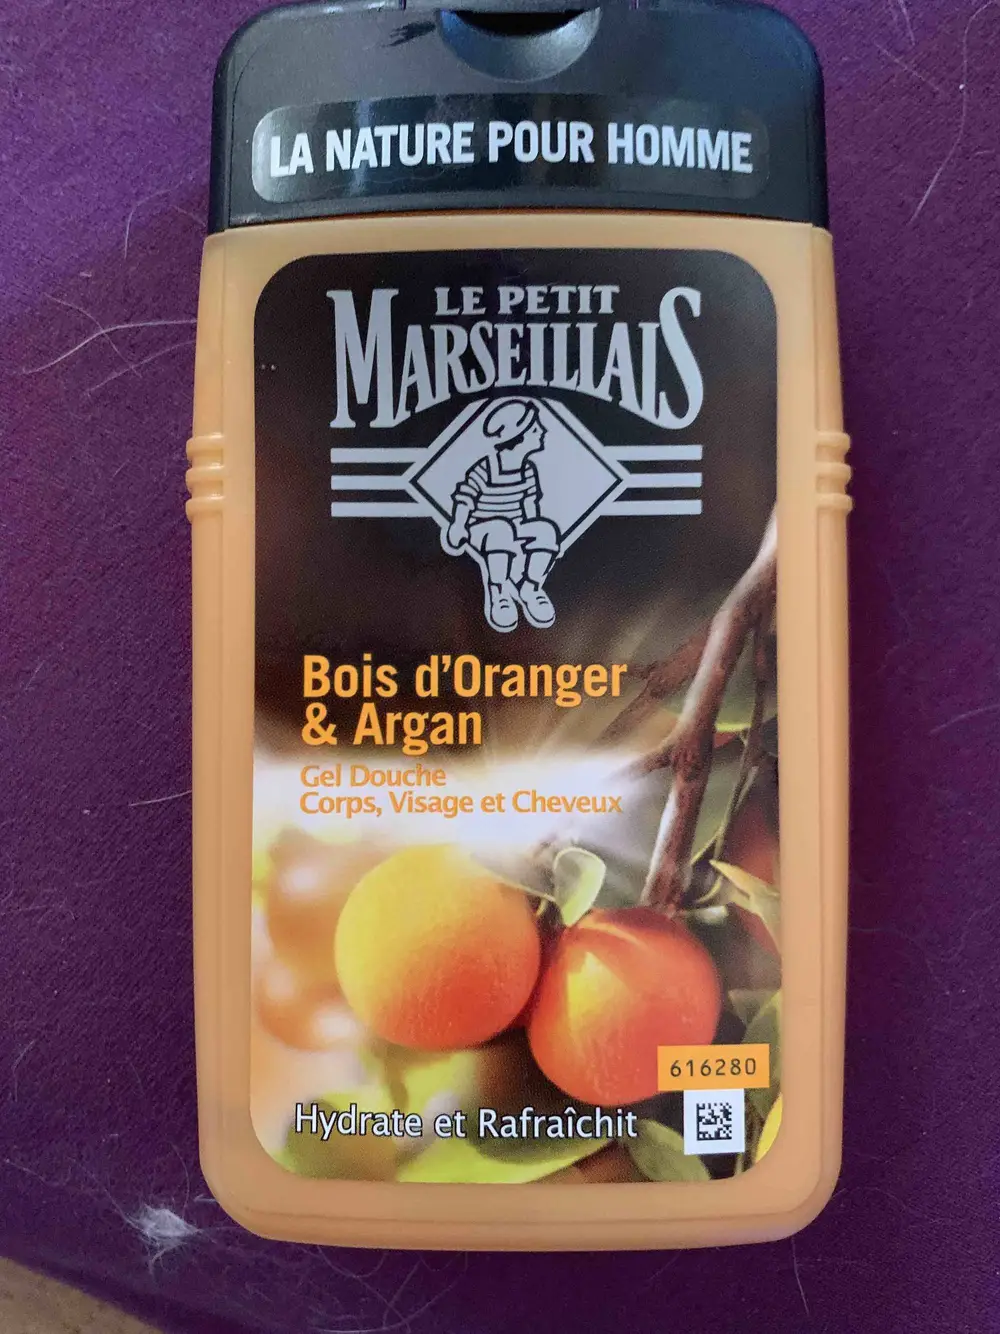 LA NATURE POUR HOMME
LE PETIT
MARSEILLAIS
Bois d'Oranger
& Argan
Gel Douche
Corps, Visage et Cheveux
616280
Hydrate et Rafraîchit